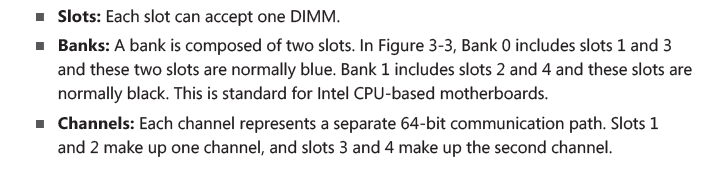 ■ Slots: Each slot can accept one DIMM.
■ Banks: A bank is composed of two slots. In Figure 3-3, Bank 0 includes slots 1 and 3
and these two slots are normally blue. Bank 1 includes slots 2 and 4 and these slots are
normally black. This is standard for Intel CPU-based motherboards.
■ Channels: Each channel represents a separate 64-bit communication path. Slots 1
and 2 make up one channel, and slots 3 and 4 make up the second channel.